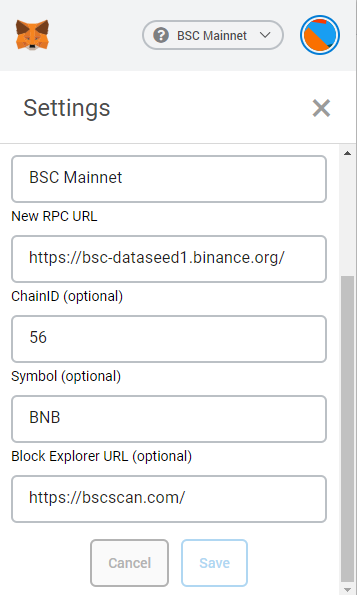 BSC Mainnet
Settings
BSC Mainnet
New RPC URL
https://bsc-dataseed1.binance.org/
ChainID (optional)
56
Symbol (optional)
BNB
Block Explorer URL (optional)
https://bscscan.com/
Cancel Save